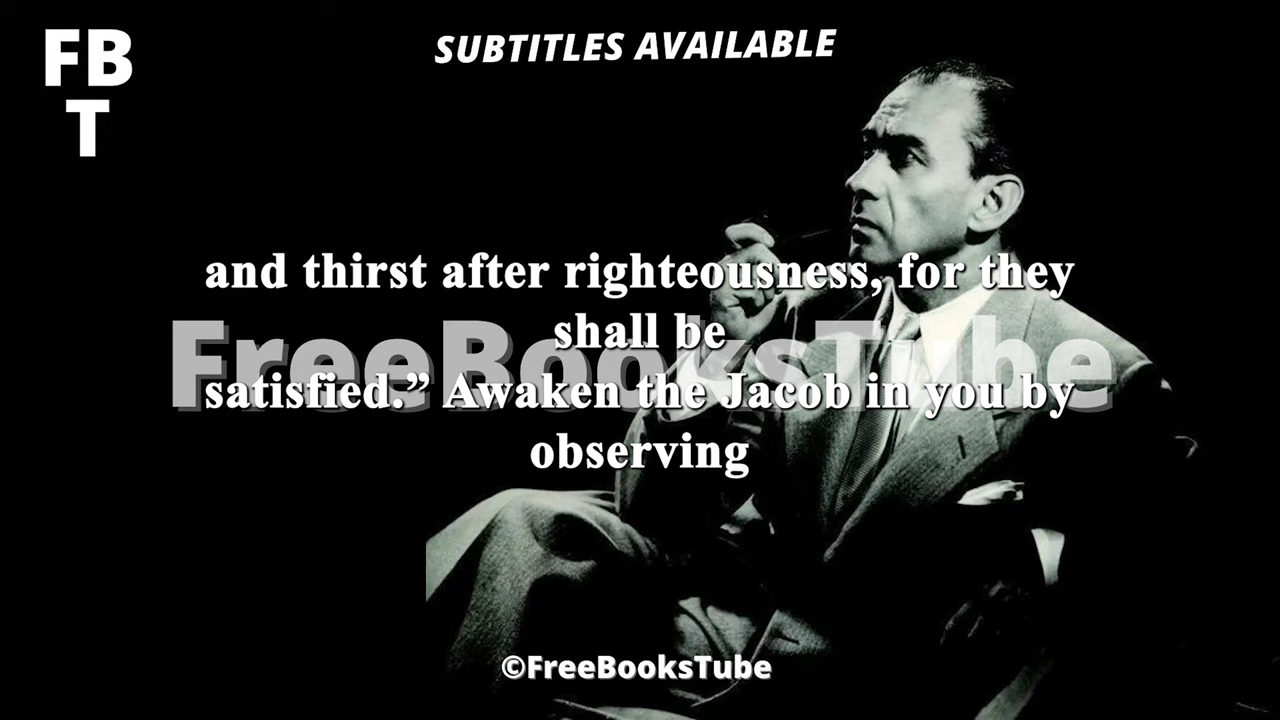 FB
T
SUBTITLES AVAILABLE
and thirst after righteousness, for they
shall be
FreeBooksTube
satisfied.” Awaken the Jacob in you by
observing
©FreeBooksTube